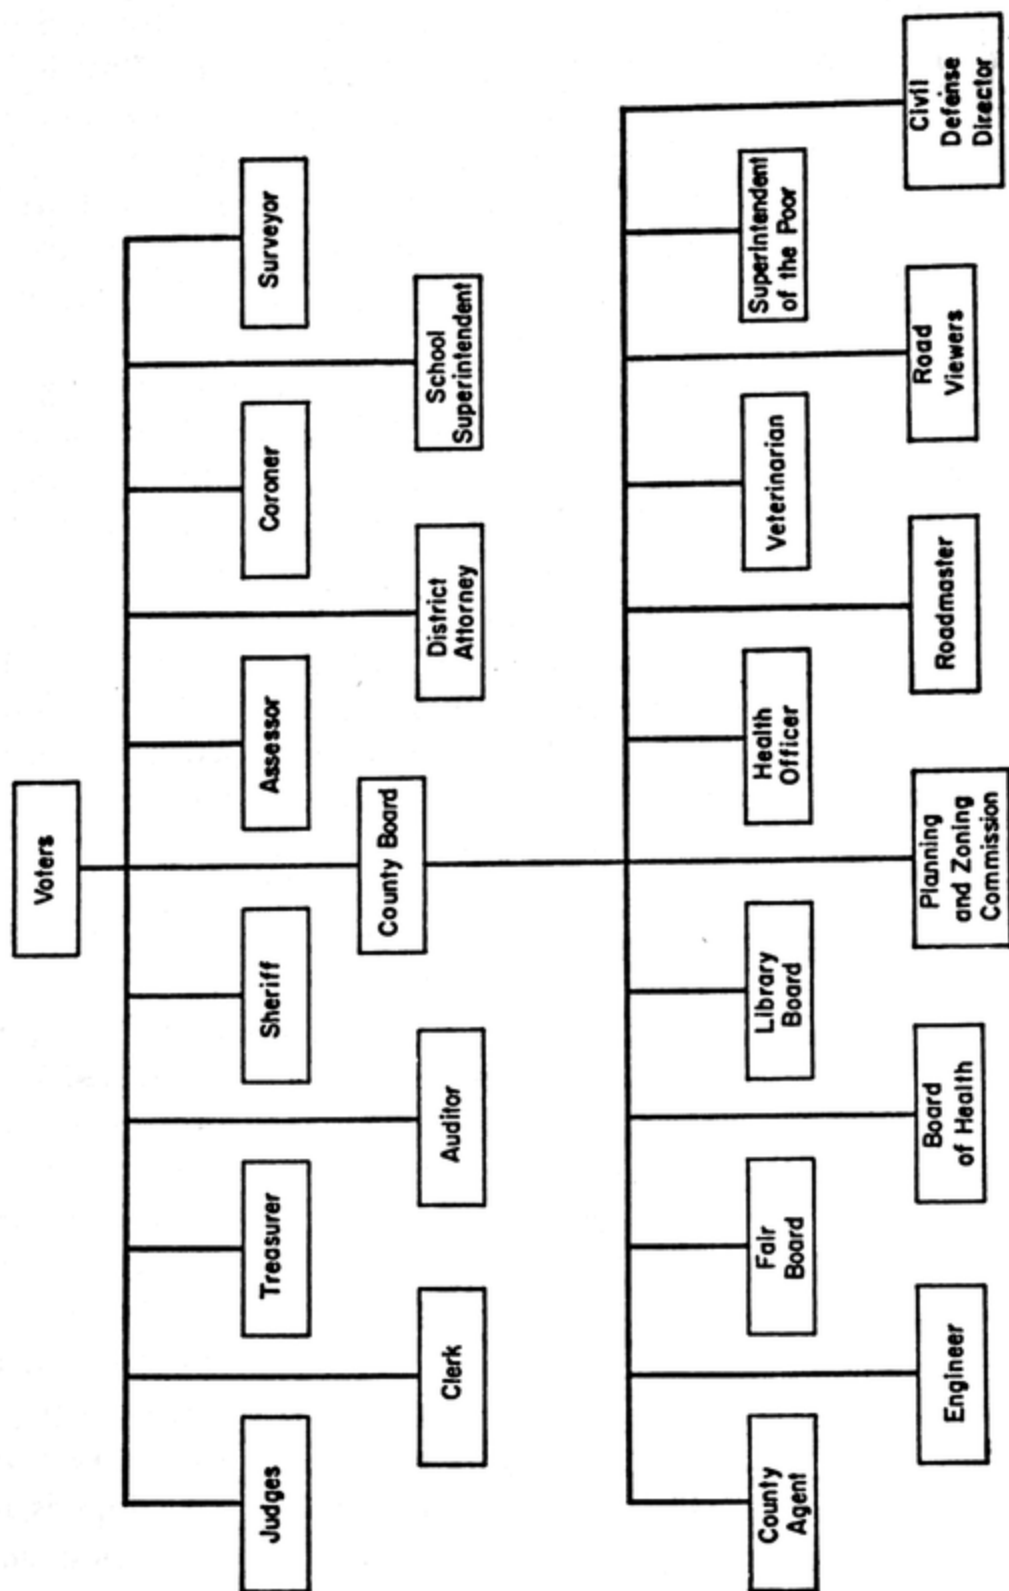 Voters
Judges
Treasurer
Sheriff
Assessor
Coroner
Surveyor
County Board
Clerk
Auditor
District
Attorney
School
Superintendent
County
Agent
Fair
Board
Library
Board
Health
Officer
Veterinarian
Superintendent
of the Poor
Engineer
Board
of Health
Planning
and Zoning
Commission
Roadmaster
Road
Viewers
Civil
Defense
Director